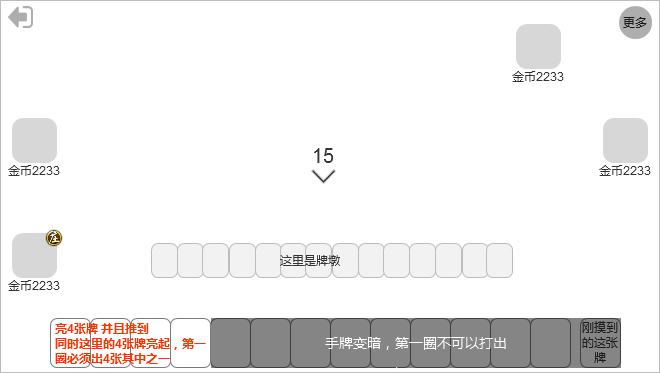 更多
金币2233
金币2233
金币2233
15
庄
金币2233
这里是牌墩
亮4张牌 并且推到
同时这里的4张牌亮起，第一
圈必须出4张其中之一
手牌变暗，第一圈不可以打出
刚摸到
的这张
牌